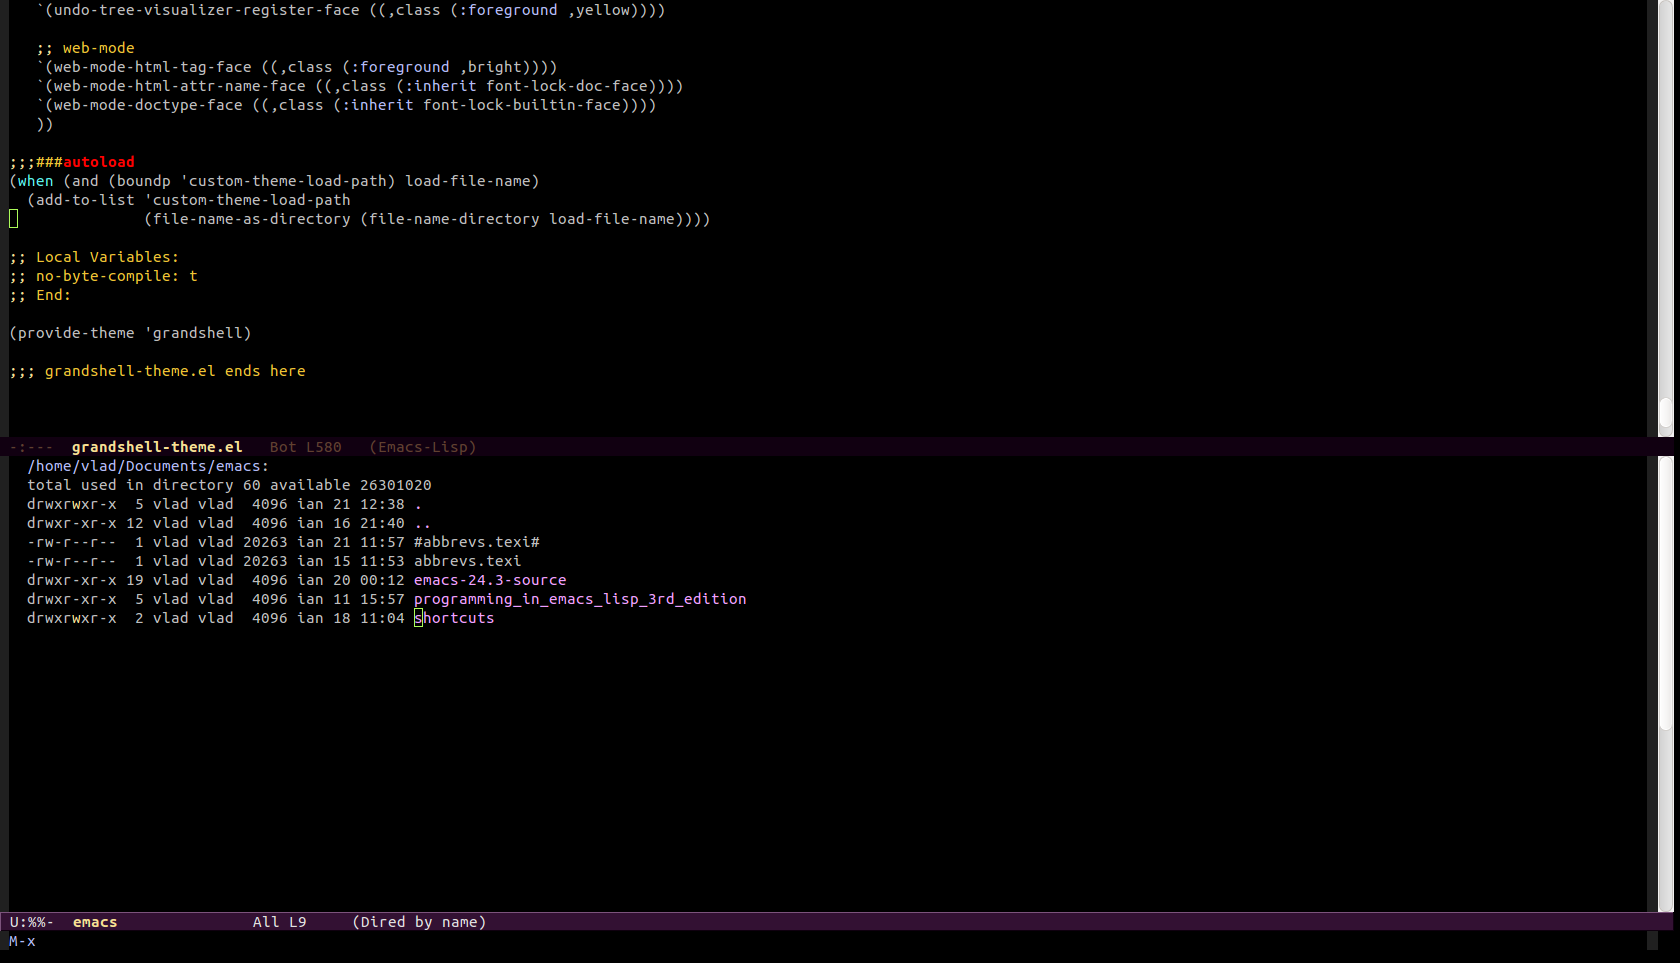 `(undo-tree-visualizer-register-face ((,class (:foreground ,yellow))))

   ;; web-mode
   `(web-mode-html-tag-face ((,class (:foreground ,bright))))
   `(web-mode-html-attr-name-face ((,class (:inherit font-lock-doc-face))))
   `(web-mode-doctype-face ((,class (:inherit font-lock-builtin-face))))
   ))

;;;###autoload
(when (and (boundp 'custom-theme-load-path) load-file-name)
  (add-to-list 'custom-theme-load-path
               (file-name-as-directory (file-name-directory load-file-name))))

;; Local Variables:
;; no-byte-compile: t
;; End:

(provide-theme 'grandshell)

;;; grandshell-theme.el ends here

-:---  grandshell-theme.el   Bot L580   (Emacs-Lisp)
  /home/vlad/Documents/emacs:
  total used in directory 60 available 26301020
  drwxrwxr-x  5 vlad vlad  4096 ian 21 12:38 .
  drwxr-xr-x 12 vlad vlad  4096 ian 16 21:40 ..
  -rw-r--r--  1 vlad vlad 20263 ian 21 11:57 #abbrevs.texi#
  -rw-r--r--  1 vlad vlad 20263 ian 15 11:53 abbrevs.texi
  drwxr-xr-x 19 vlad vlad  4096 ian 20 00:12 emacs-24.3-source
  drwxr-xr-x  5 vlad vlad  4096 ian 11 15:57 programming_in_emacs_lisp_3rd_edition
  drwxrwxr-x  2 vlad vlad  4096 ian 18 11:04 shortcuts

U:%%-  emacs               All L9     (Dired by name)
M-x